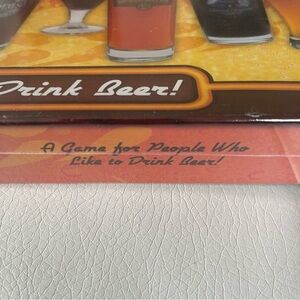 Drink Beer!
A Game for People Who
Like to Drink Beer!